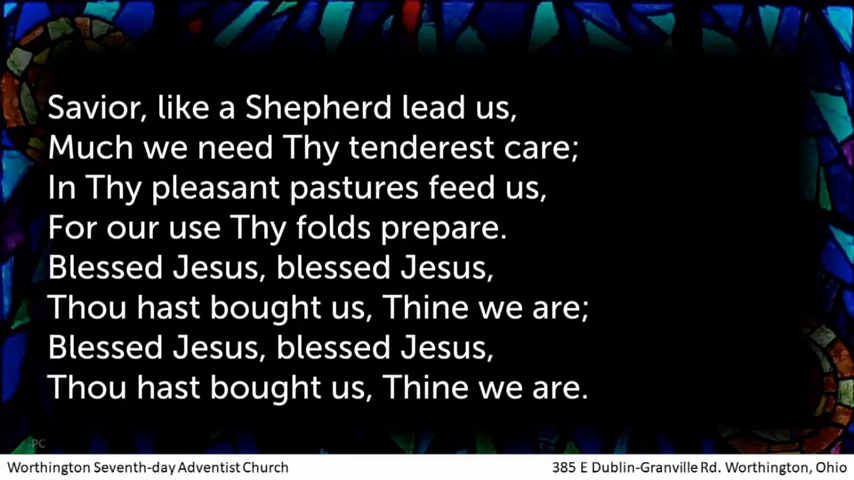 Savior, like a Shepherd lead us,
Much we need Thy tenderest care;
In Thy pleasant pastures feed us,
For our use Thy folds prepare.
Blessed Jesus, blessed Jesus,
Thou hast bought us, Thine we are;
Blessed Jesus, blessed Jesus,
Thou hast bought us, Thine we are.
PC
Worthington Seventh-day Adventist Church
385 E Dublin-Granville Rd. Worthington, Ohio